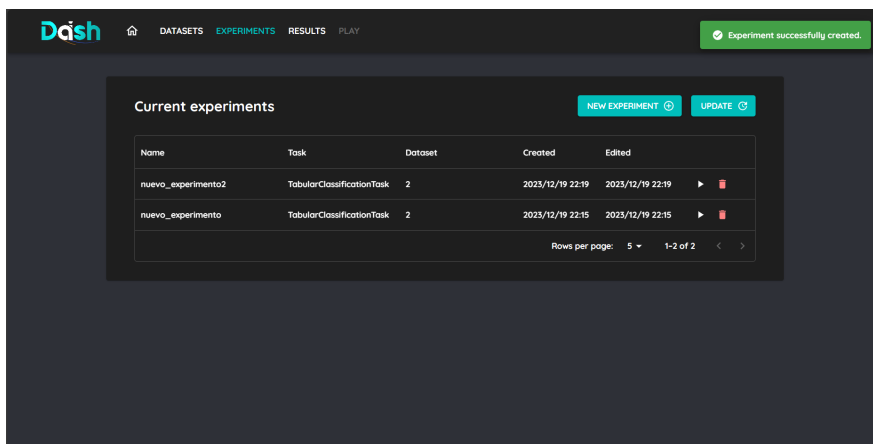 Dash DATASETS EXPERIMENTS RESULTS PLAY
Experiment successfully created.
Current experiments
NEW EXPERIMENT UPDATE
Name Task Dataset Created Edited
nuevo_experimento2 TabularClassificationTask 2 2023/12/19 22:19 2023/12/19 22:19
nuevo_experimento TabularClassificationTask 2 2023/12/19 22:15 2023/12/19 22:15
Rows per page: 5 1–2 of 2